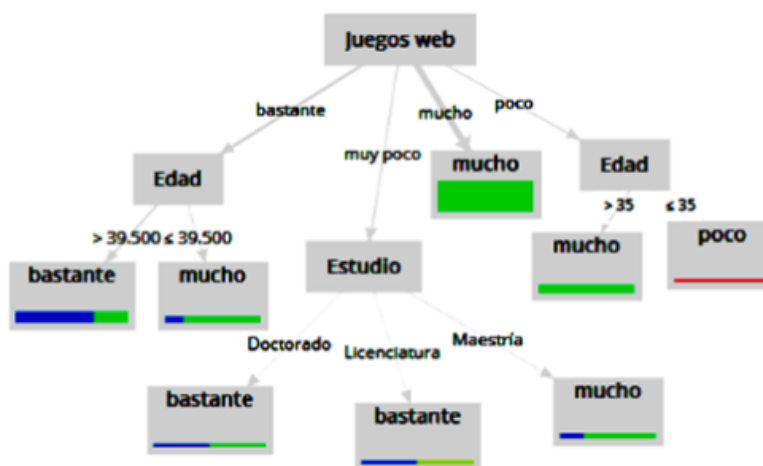 Juegos web
bastante
muy poco
mucho
poco
Edad
mucho
Edad
> 39.500 ≤ 39.500
> 35 ≤ 35
bastante
mucho
Estudio
mucho
poco
Doctorado
Licenciatura
Maestría
bastante
bastante
mucho